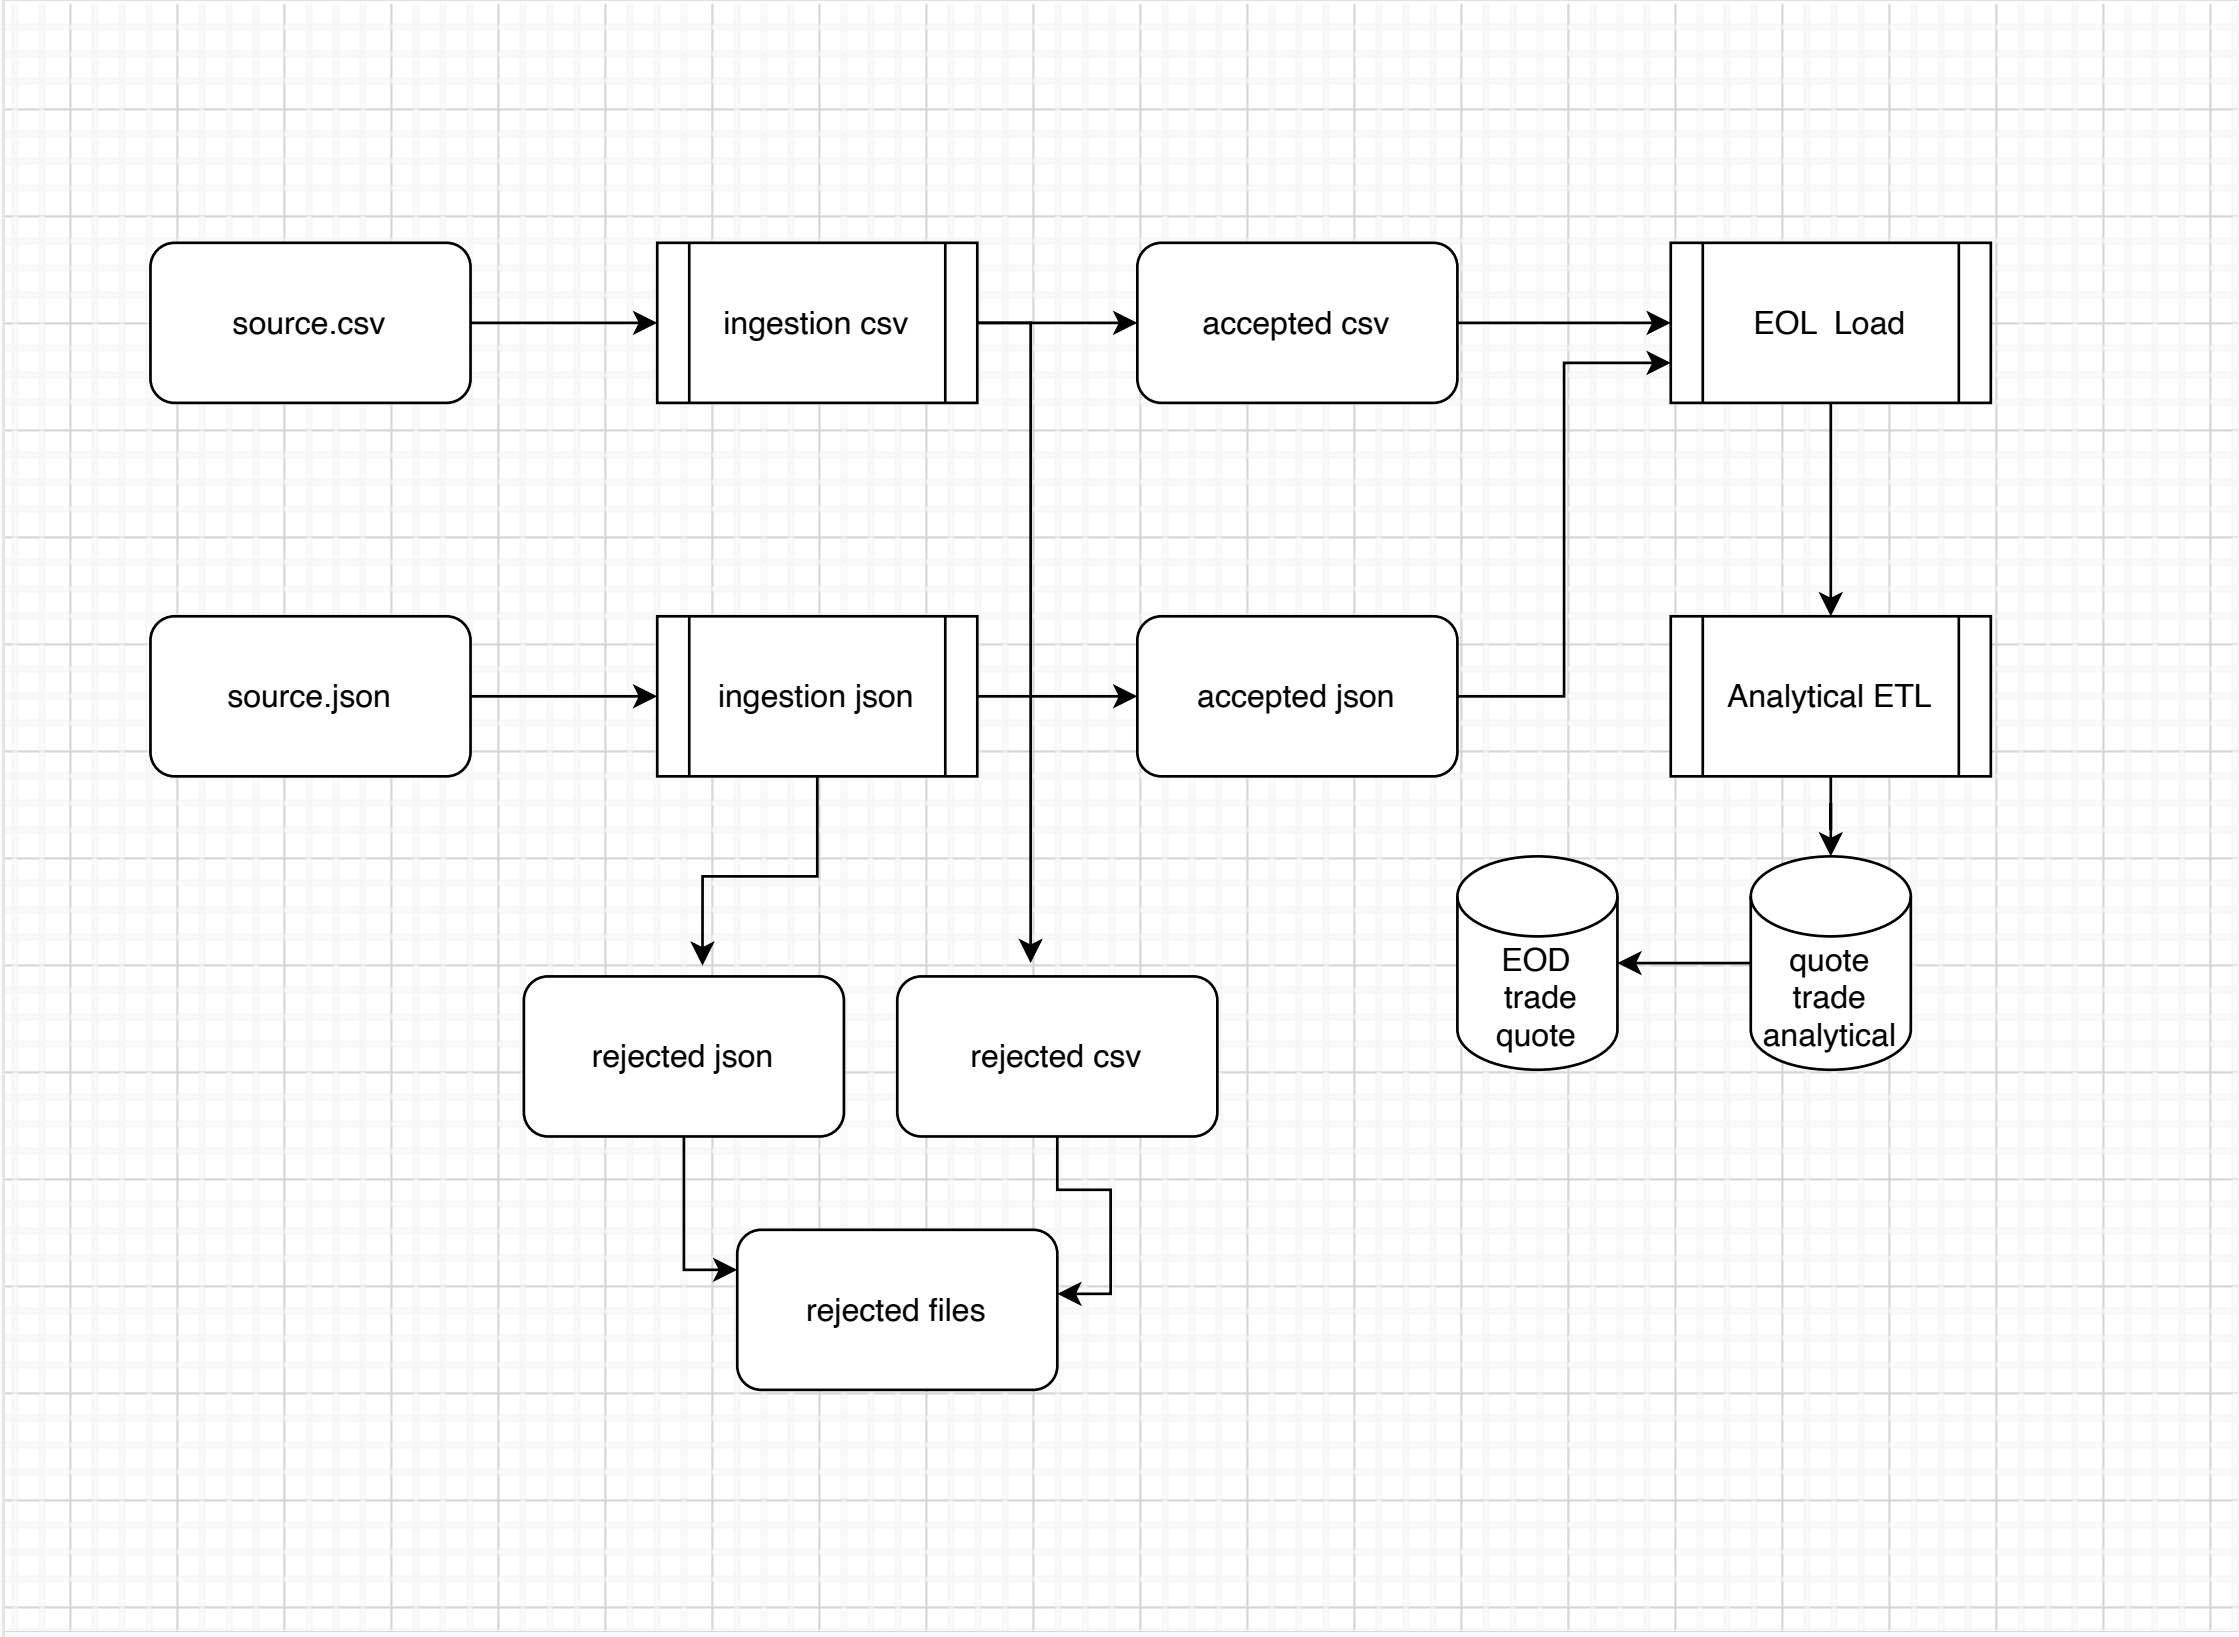 source.csv
ingestion csv
accepted csv
EOL  Load
source.json
ingestion json
accepted json
Analytical ETL
EOD
trade
quote
quote
trade
analytical
rejected json
rejected csv
rejected files